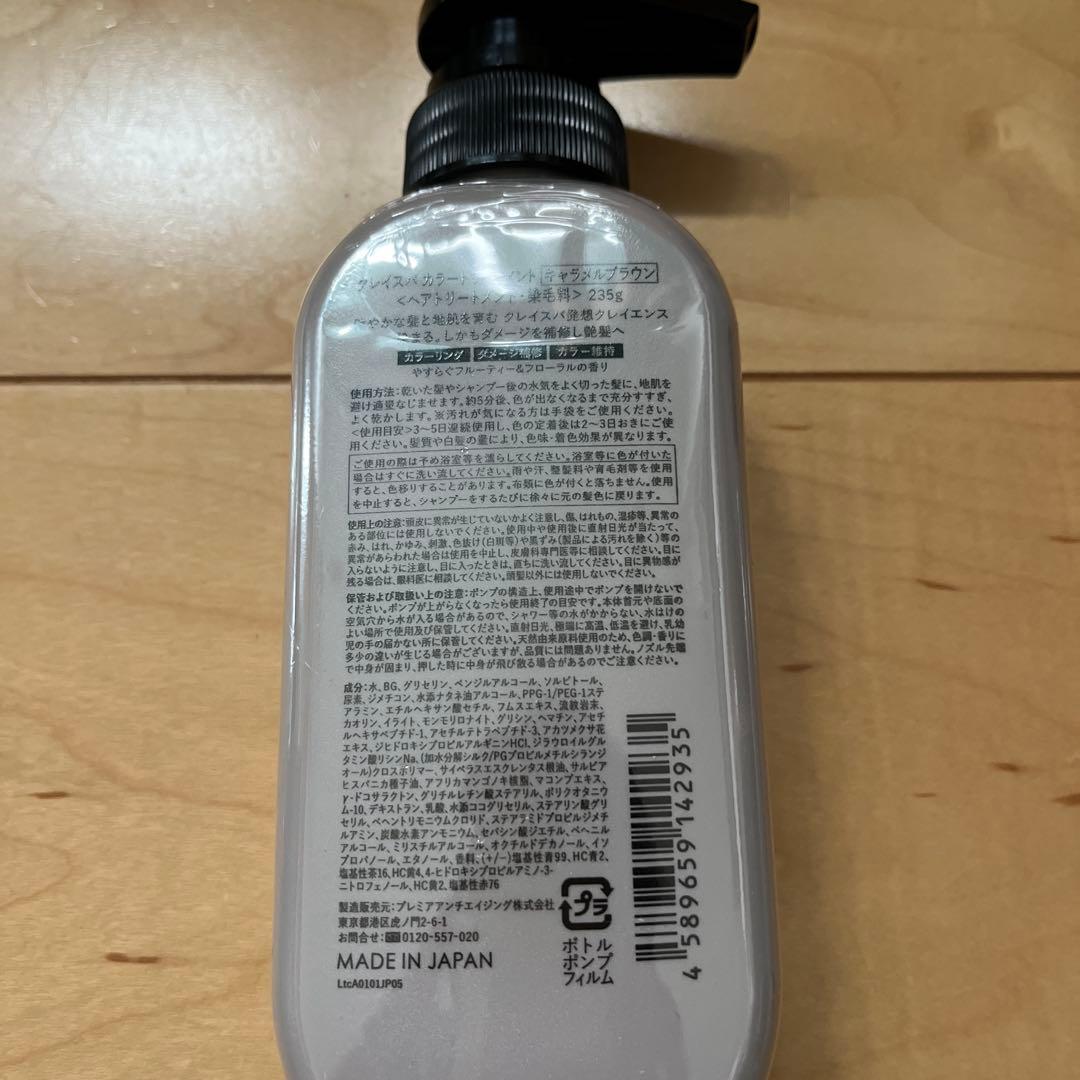 クレイスパ カラートリートメント キャラメルブラウン
<ヘアトリートメント・染毛料> 235g
やかな髪と地肌を育む クレイスパ発想クレイエンス
染まる。しかもダメージを補修し艶髪へ
カラーリング ダメージ補修 カラー維持
やすらぐフルーティー&フローラルの香り
使用方法:乾いた髪やシャンプー後の水気をよく切った髪に、地肌を
避け適量なじませます。約5分後、色が出なくなるまで充分すすぎ、
よく乾かします。※汚れが気になる方は手袋をご使用ください。
<使用目安>3~5日連続使用し、色の定着後は2~3日おきにご使
用ください。髪質や白髪の量により、色味・着色効果が異なります。
ご使用の際は予め浴室等を濡らしてください。浴室等に色が付いた
場合はすぐに洗い流してください。雨や汗、整髪料や育毛剤等を使用
すると、色移りすることがあります。布類に色が付くと落ちません。使用
を中止すると、シャンプーをするたびに徐々に元の髪色に戻ります。
使用上の注意:頭皮に異常が生じていないかよく注意し、傷、はれもの、湿疹等、異常の
ある部位には使用しないでください。使用中や使用後に直射日光が当たって、
赤み、はれ、かゆみ、刺激、色抜け(白斑等)や黒ずみ(製品による汚れを除く)等の
異常があらわれた場合は使用を中止し、皮膚科専門医等に相談してください。目に
入らないように注意し、目に入ったときは、直ちに洗い流してください。目に異物感が
残る場合は、眼科医に相談してください。頭髪以外には使用しないでください。
保管および取扱い上の注意:ポンプの構造上、使用途中でポンプを開けないで
ください。ポンプが上がらなくなったら使用終了の目安です。本体首元や底面の
空気穴から水が入る場合があるので、シャワー等の水がかからない、水はけの
よい場所で使用及び保管してください。直射日光、極端に高温、低温を避け、乳幼
児の手の届かない所に保管してください。天然由来原料使用のため、色調・香りに
多少の違いが生じる場合がございますが、品質には問題ありません。ノズル先端
で中身が固まり、押した時に中身が飛び散る場合があるのでご注意ください。
成分:水、BG、グリセリン、ベンジルアルコール、ソルビトール、
尿素、ジメチコン、水添ナタネ油アルコール、PPG-1/PEG-1ステ
アラミン、エチルヘキサン酸セチル、フムスエキス、流紋岩末、
カオリン、イライト、モンモリロナイト、グリシン、ヘマチン、アセチ
ルヘキサペプチド-1、アセチルテトラペプチド-3、アカツメクサ花
エキス、ジヒドロキシプロピルアルギニンHCl、ジラウロイルグル
タミン酸リシンNa、(加水分解シルク/PGプロピルメチルシランジ
オール)クロスポリマー、サイペラスエスクレンタス根油、サルビア
ヒスパニカ種子油、アフリカマンゴノキ核脂、マコンブエキス、
γ-ドコサラクトン、グリチルレチン酸ステアリル、ポリクオタニウ
ム-10、デキストラン、乳酸、水添ココグリセリル、ステアリン酸グリ
セリル、ベヘントリモニウムクロリド、ステアラミドプロピルジメチ
ルアミン、炭酸水素アンモニウム、セバシン酸ジエチル、ベヘニル
アルコール、ミリスチルアルコール、オクチルドデカノール、イソ
プロパノール、エタノール、香料、(+/-)塩基性青99、HC青2、
塩基性茶16、HC黄4、4-ヒドロキシプロピルアミノ-3-
ニトロフェノール、HC黄2、塩基性赤76
製造販売元:プレミアアンチエイジング株式会社
東京都港区虎ノ門2-6-1
お問合せ:0120-557-020
MADE IN JAPAN
LtcA0101JP05
プラ
ボトル
ポンプ
フィルム
4589659142935